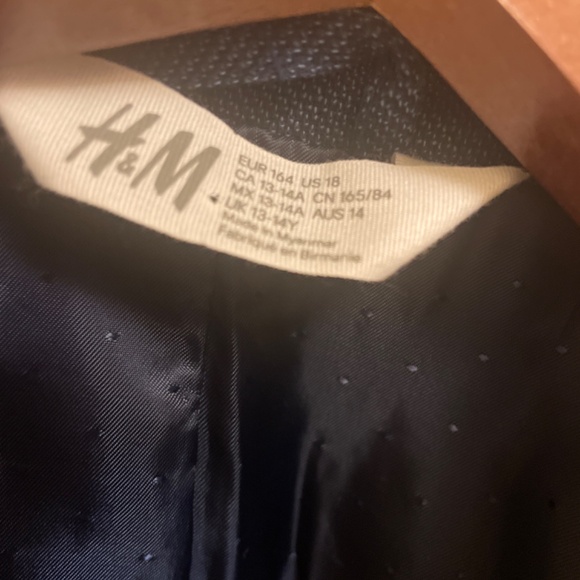 H&M
EUR 164 US 18
CA 13-14A CN 165/84
MX 13-14A AUS 14
UK 13-14Y
Made in Myanmar
Fabriqué en Birmanie